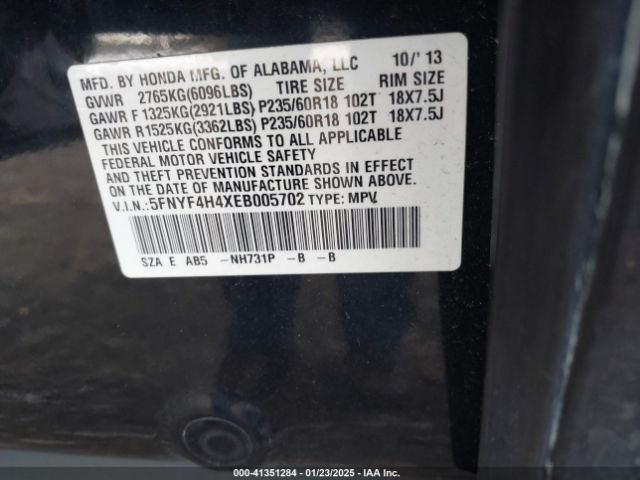 MFD. BY HONDA MFG. OF ALABAMA, LLC 10/' 13
GVWR 2765KG(6096LBS) TIRE SIZE RIM SIZE
GAWR F 1325KG(2921LBS) P235/60R18 102T 18X7.5J
GAWR R1525KG(3362LBS) P235/60R18 102T 18X7.5J
THIS VEHICLE CONFORMS TO ALL APPLICABLE
FEDERAL MOTOR VEHICLE SAFETY
AND THEFT PREVENTION STANDARDS IN EFFECT
ON THE DATE OF MANUFACTURE SHOWN ABOVE.
V.I.N.:5FNYF4H4XEB005702 TYPE: MPV
SZA E AB5 -NH731P -B -B
000-41351284 - 01/23/2025 - IAAI.COM